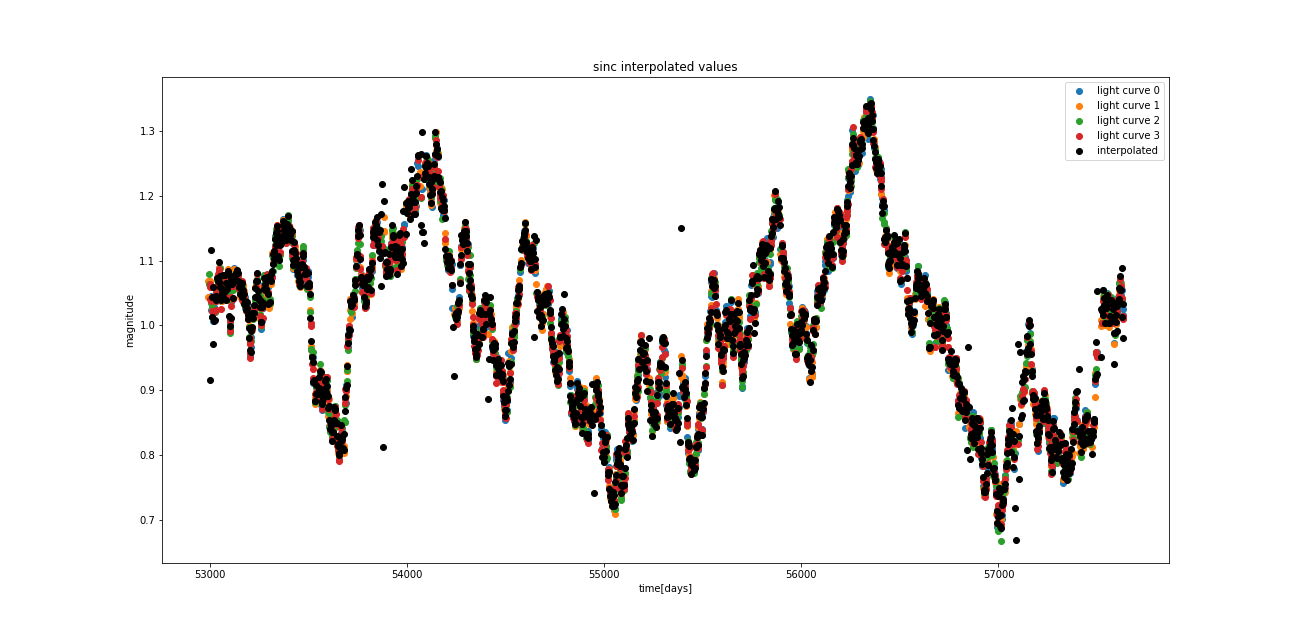 sinc interpolated values
light curve 0
light curve 1
light curve 2
light curve 3
interpolated
magnitude
1.3
1.2
1.1
1.0
0.9
0.8
0.7
53000 54000 55000 56000 57000
time[days]